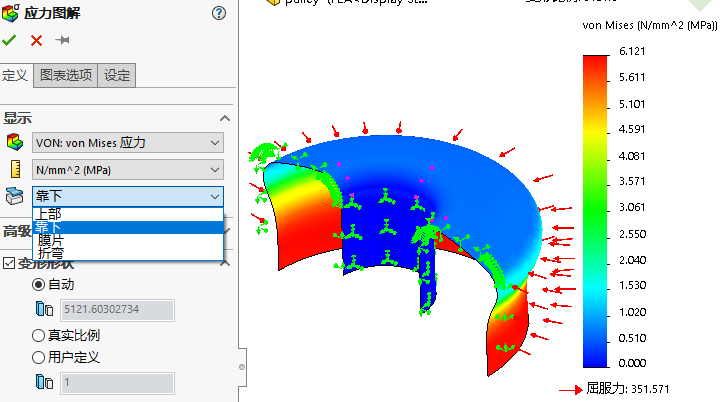 应力图解
定义 图表选项 设定
显示
VON: von Mises 应力
N/mm^2 (MPa)
靠下
上部
靠下
膜片
折弯
高级
变形形状
自动
5121.60302734
真实比例
用户定义
1
von Mises (N/mm^2 (MPa))
6.121
5.611
5.101
4.591
4.081
3.571
3.061
2.550
2.040
1.530
1.020
0.510
0.000
屈服力: 351.571